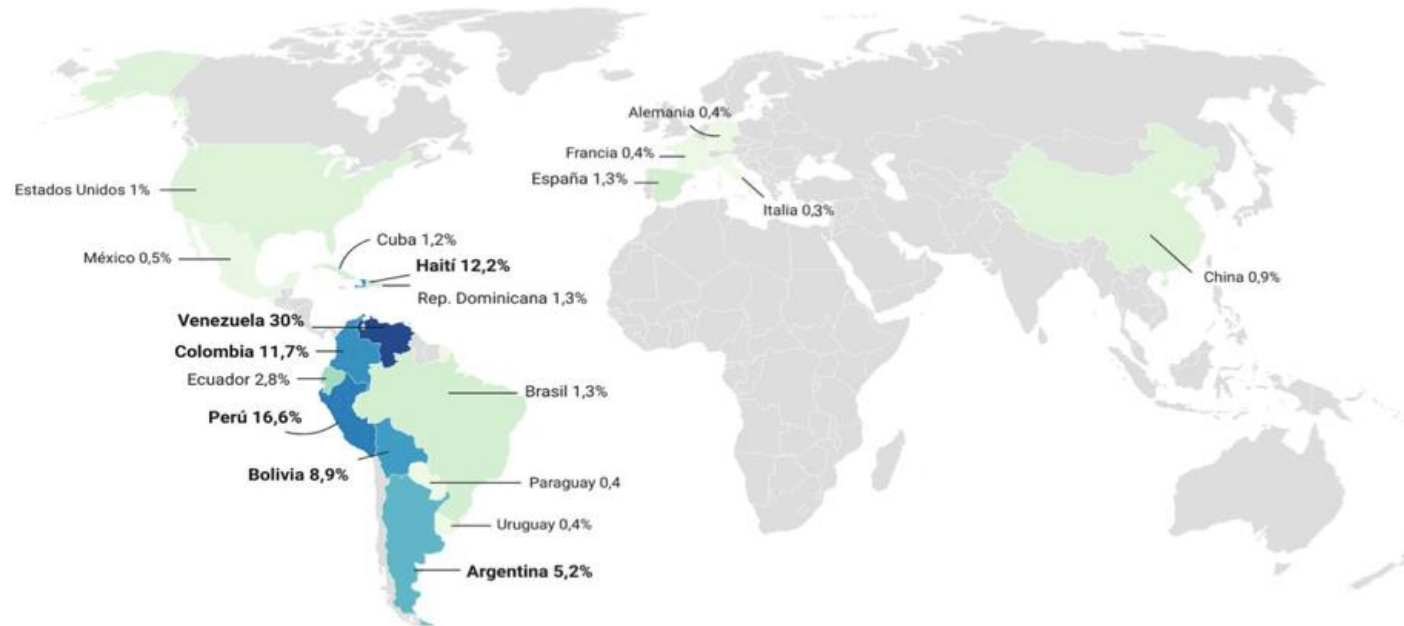 Alemania 0,4%
Francia 0,4%
España 1,3%
Italia 0,3%
Estados Unidos 1%
México 0,5%
Cuba 1,2%
Haití 12,2%
Rep. Dominicana 1,3%
China 0,9%
Venezuela 30%
Colombia 11,7%
Ecuador 2,8%
Brasil 1,3%
Perú 16,6%
Bolivia 8,9%
Paraguay 0,4
Uruguay 0,4%
Argentina 5,2%